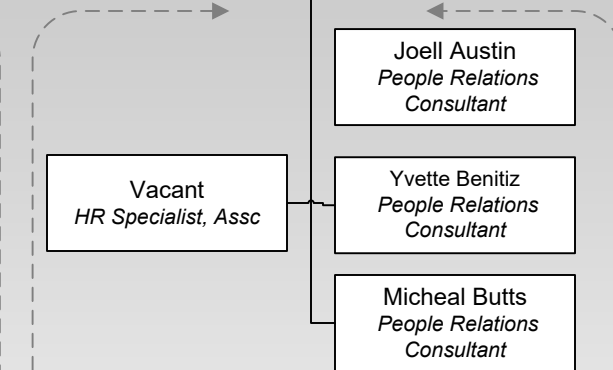 Joell Austin
People Relations
Consultant
Vacant
HR Specialist, Assc
Yvette Benitiz
People Relations
Consultant
Micheal Butts
People Relations
Consultant